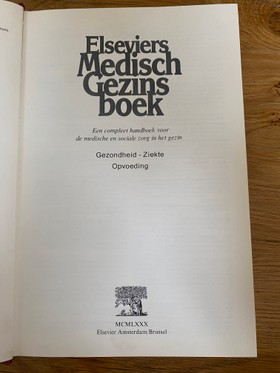 Elseviers
Medisch
Gezins
boek
Een compleet handboek voor
de medische en sociale zorg in het gezin
Gezondheid - Ziekte
Opvoeding
MCMLXXX
Elsevier Amsterdam/Brussel